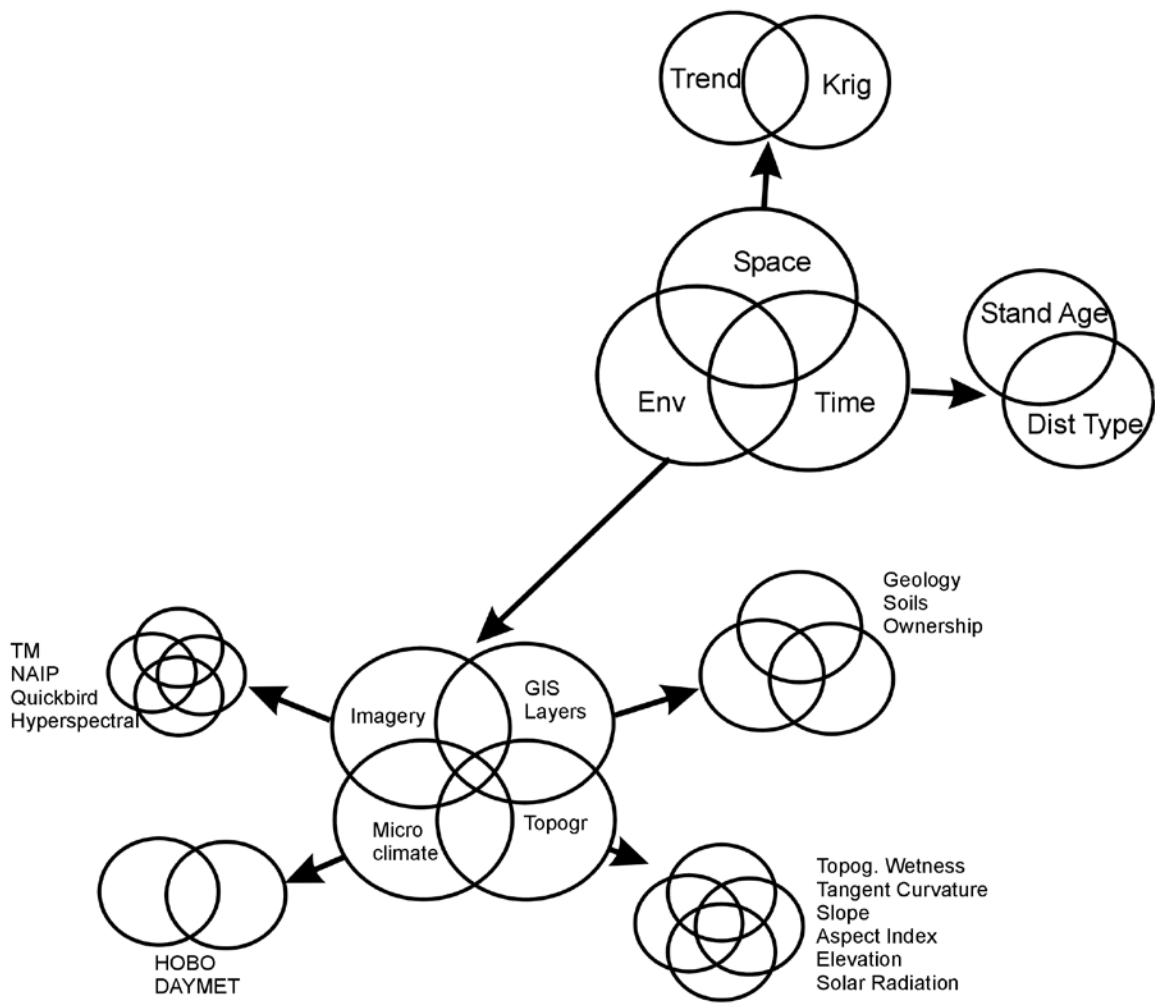 Trend
Krig
Space
Env
Time
Stand Age
Dist Type
TM
NAIP
Quickbird
Hyperspectral
Imagery
GIS
Layers
Geology
Soils
Ownership
Micro
climate
Topogr
HOBO
DAYMET
Topog. Wetness
Tangent Curvature
Slope
Aspect Index
Elevation
Solar Radiation